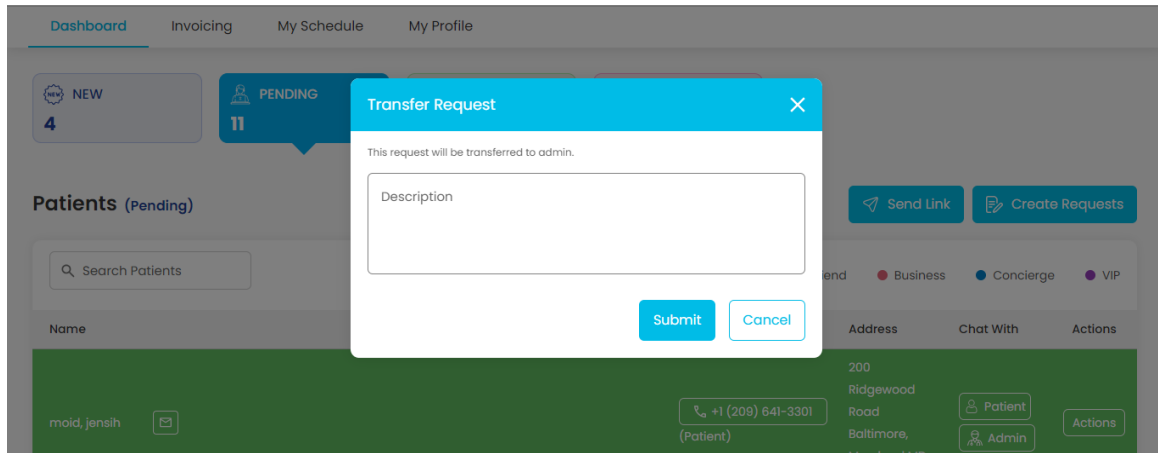 Dashboard Invoicing My Schedule My Profile
NEW NEW PENDING
4 11
Transfer Request
This request will be transferred to admin.
Description
Submit Cancel
Patients (Pending)
Send Link Create Requests
Search Patients
end Business Concierge VIP
Name Address Chat With Actions
moid, jensih +1 (209) 641-3301
(Patient)
200
Ridgewood
Road
Baltimore,
Patient
Admin
Actions